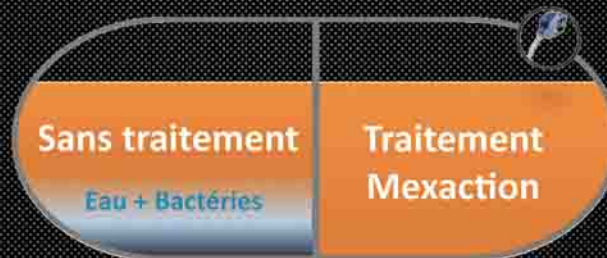 Sans traitement
Eau + Bactéries
Traitement
Mexaction